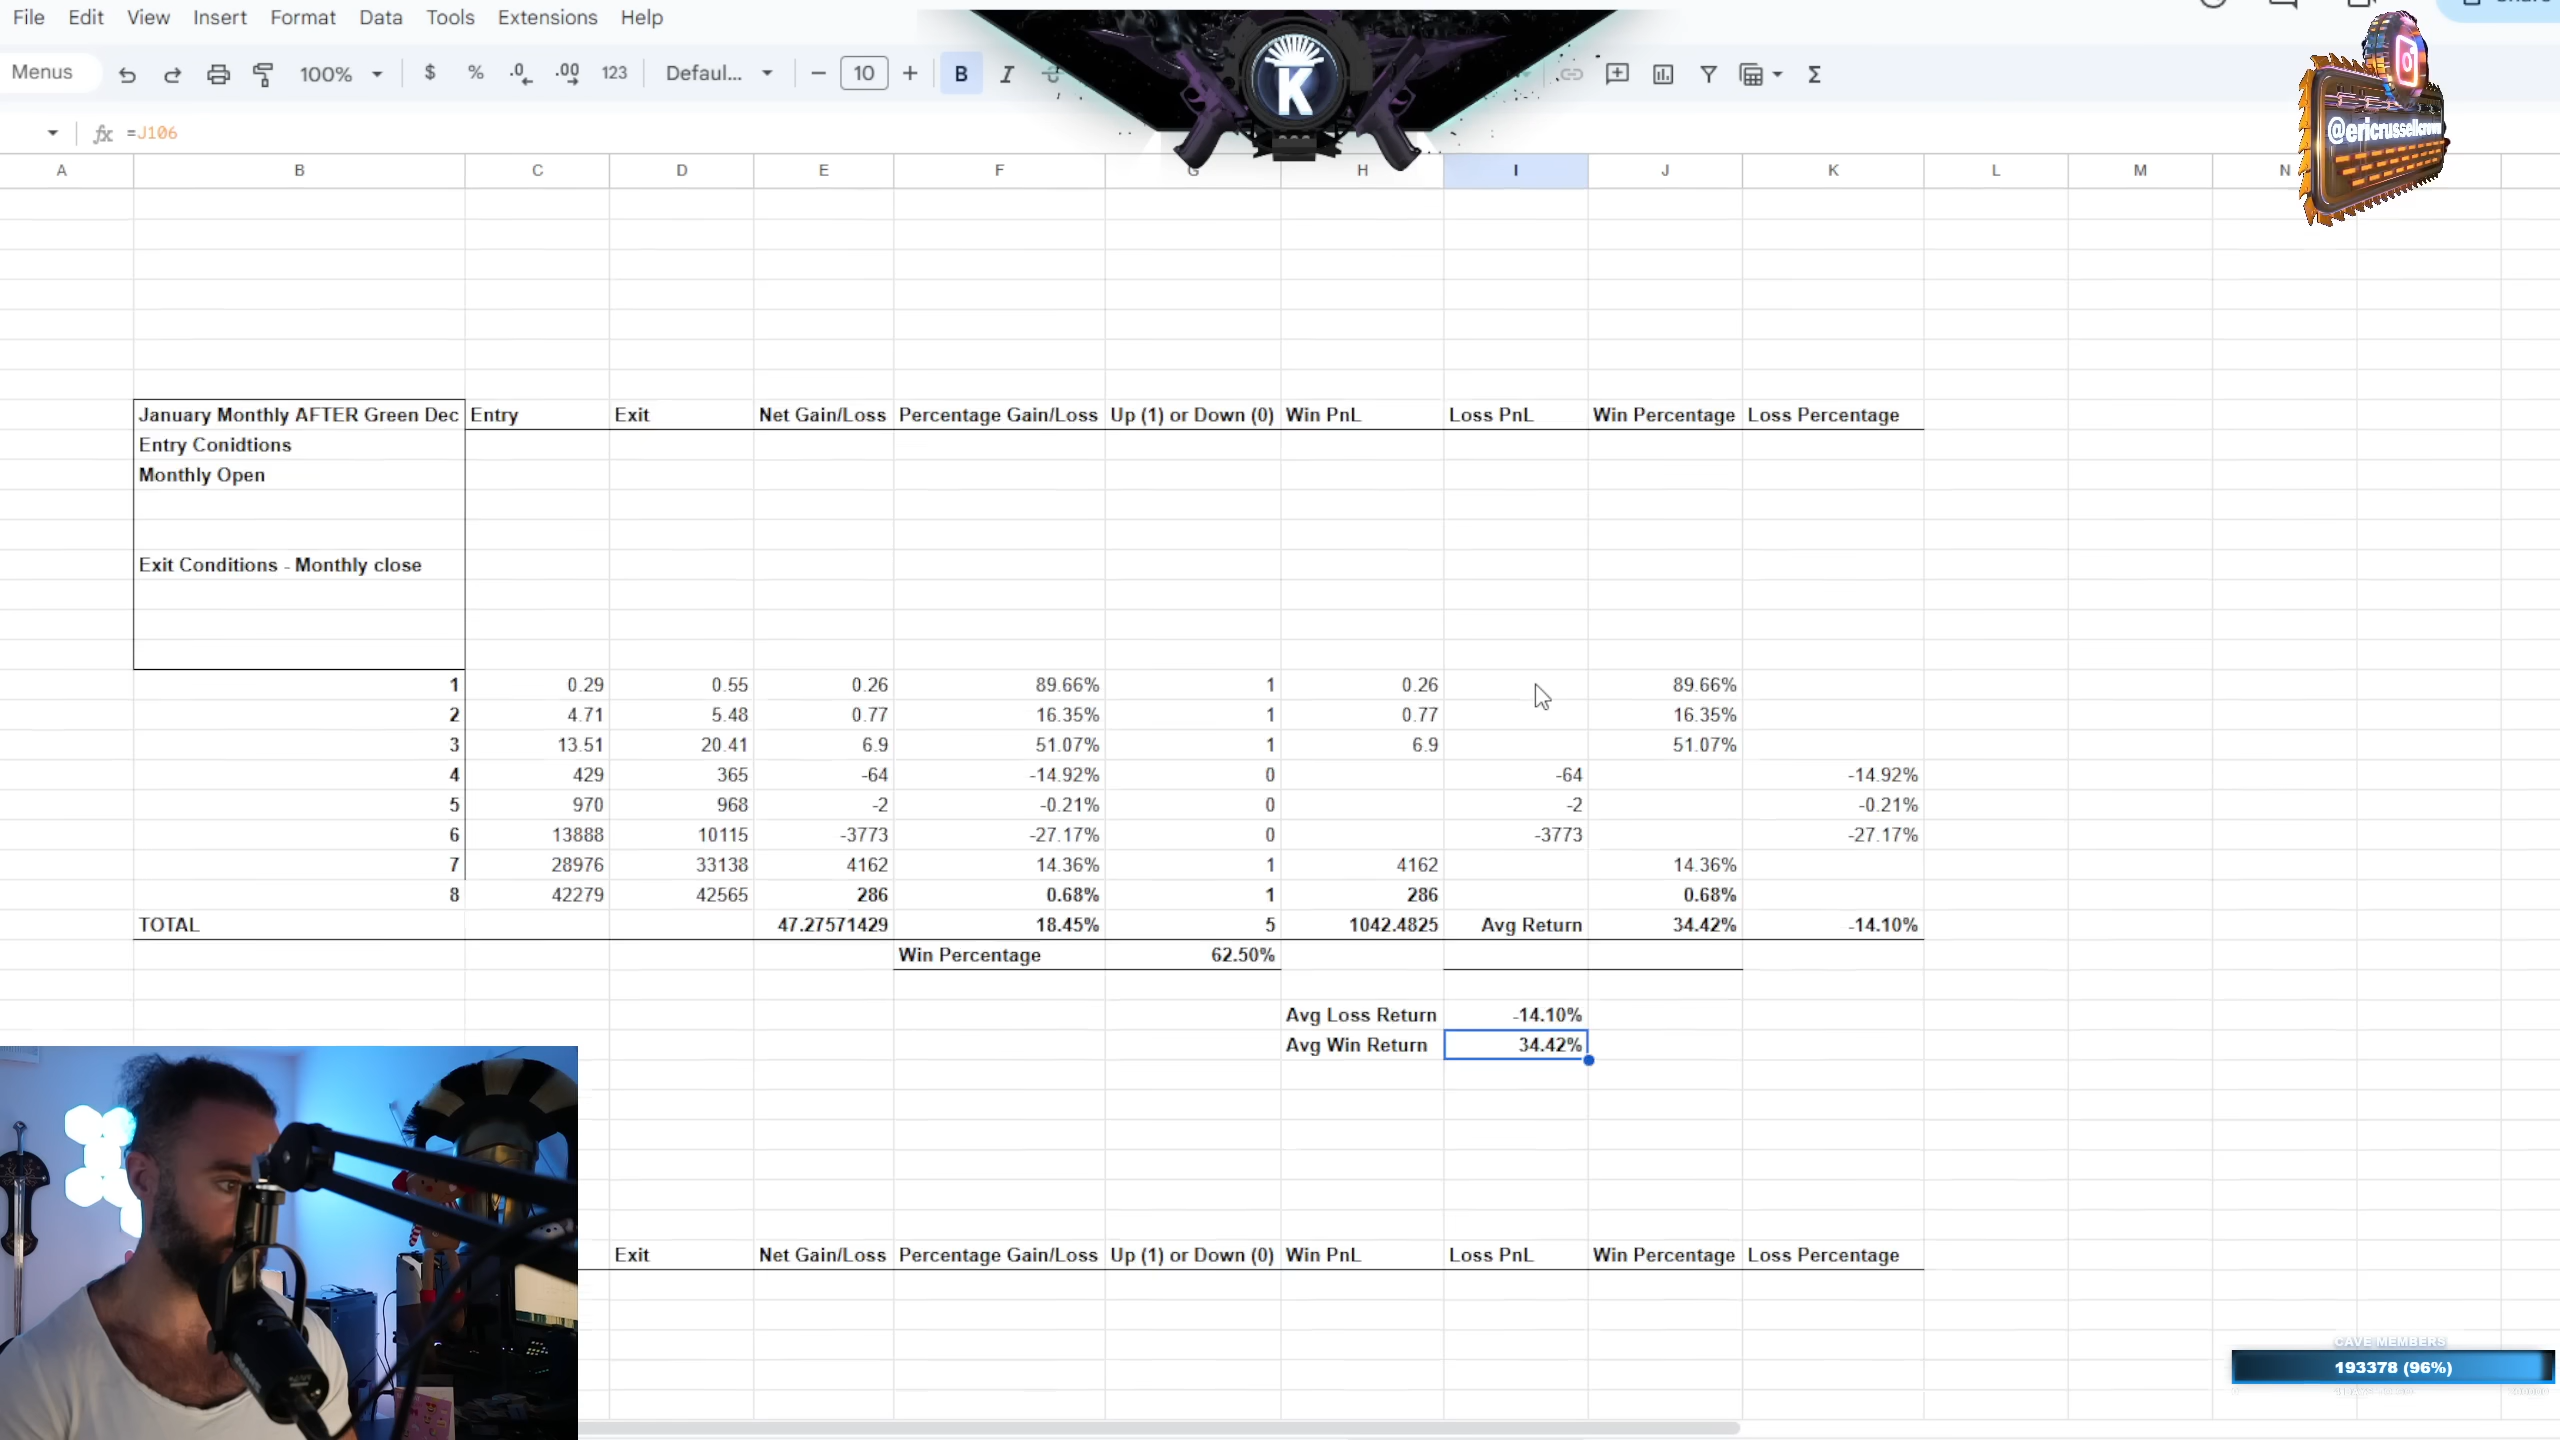 File Edit View Insert Format Data Tools Extensions Help
Menus 100% $ % .0 .00 123 Defaul... − 10 + B I Σ
K
@ericrussellcrown
fx =J106
A B C D E F G H I J K L M N
January Monthly AFTER Green Dec Entry Exit Net Gain/Loss Percentage Gain/Loss Up (1) or Down (0) Win PnL Loss PnL Win Percentage Loss Percentage
Entry Conidtions
Monthly Open
Exit Conditions - Monthly close
1 0.29 0.55 0.26 89.66% 1 0.26 89.66%
2 4.71 5.48 0.77 16.35% 1 0.77 16.35%
3 13.51 20.41 6.9 51.07% 1 6.9 51.07%
4 429 365 -64 -14.92% 0 -64 -14.92%
5 970 968 -2 -0.21% 0 -2 -0.21%
6 13888 10115 -3773 -27.17% 0 -3773 -27.17%
7 28976 33138 4162 14.36% 1 4162 14.36%
8 42279 42565 286 0.68% 1 286 0.68%
TOTAL 47.27571429 18.45% 5 1042.4825 Avg Return 34.42% -14.10%
Win Percentage 62.50%
Avg Loss Return -14.10%
Avg Win Return 34.42%
Exit Net Gain/Loss Percentage Gain/Loss Up (1) or Down (0) Win PnL Loss PnL Win Percentage Loss Percentage
CAVE MEMBERS
193378 (96%)